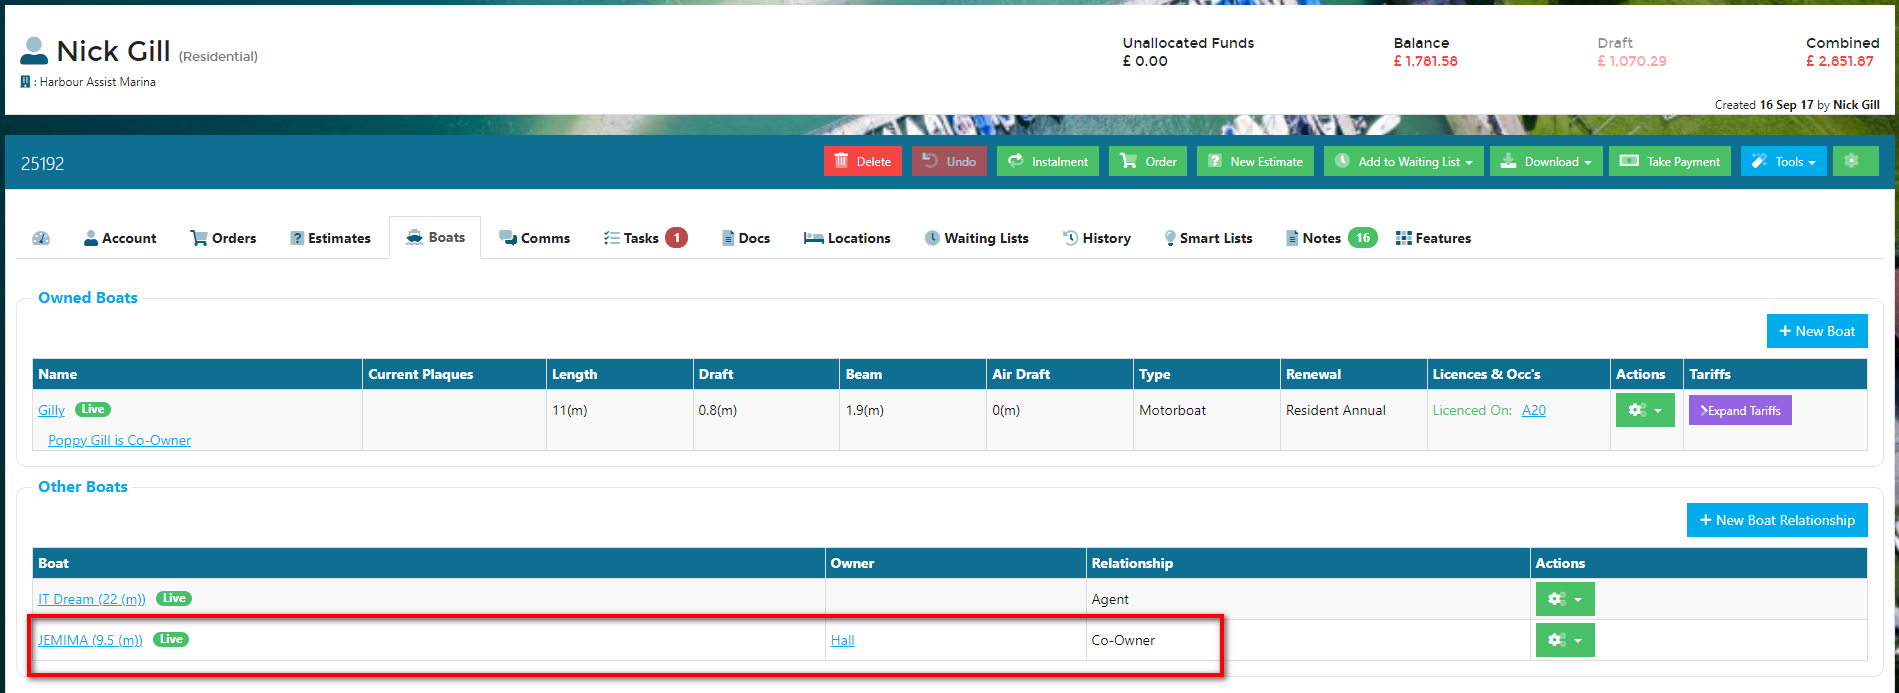 Nick Gill (Residential)
: Harbour Assist Marina
Unallocated Funds
£ 0.00
Balance
£ 1,781.58
Draft
£ 1,070.29
Combined
£ 2,851.87
Created 16 Sep 17 by Nick Gill
25192
Delete Undo Instalment Order New Estimate Add to Waiting List Download Take Payment Tools
Account Orders Estimates Boats Comms Tasks 1 Docs Locations Waiting Lists History Smart Lists Notes 16 Features
Owned Boats
+ New Boat
Name Current Plaques Length Draft Beam Air Draft Type Renewal Licences & Occ's Actions Tariffs
Gilly Live 11(m) 0.8(m) 1.9(m) 0(m) Motorboat Resident Annual Licenced On: A20 Expand Tariffs
Poppy Gill is Co-Owner
Other Boats
+ New Boat Relationship
Boat Owner Relationship Actions
IT Dream (22 (m)) Live Agent
JEMIMA (9.5 (m)) Live Hall Co-Owner